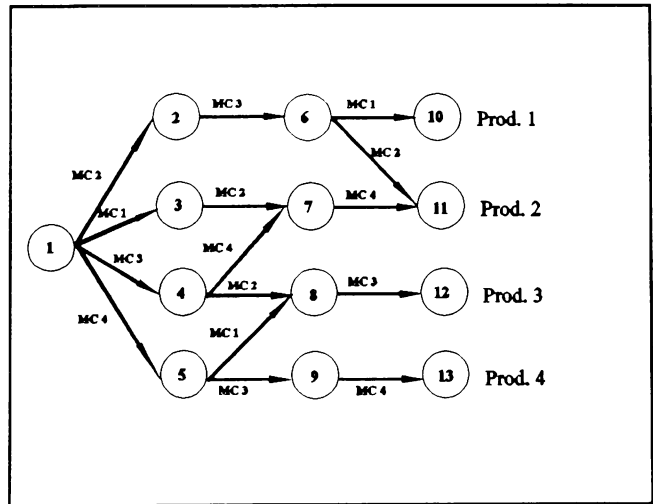 MC 3
MC 1
2
6
10
Prod. 1
MC 2
MC 2
MC 2
MC 4
3
7
11
Prod. 2
MC 1
1
MC 4
MC 3
MC 2
MC 3
4
8
12
Prod. 3
MC 4
MC 1
5
9
13
Prod. 4
MC 3
MC 4